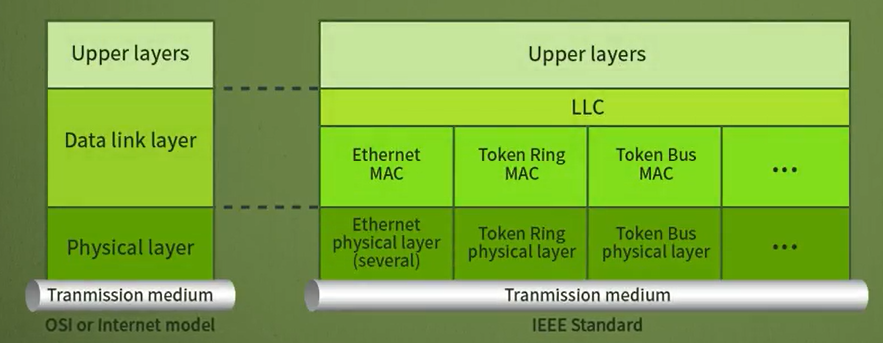 Upper layers
Data link layer
Physical layer
Tranmission medium
OSI or Internet model
Upper layers
LLC
Ethernet
MAC
Token Ring
MAC
Token Bus
MAC
...
Ethernet
physical layer
(several)
Token Ring
physical layer
Token Bus
physical layer
...
Tranmission medium
IEEE Standard